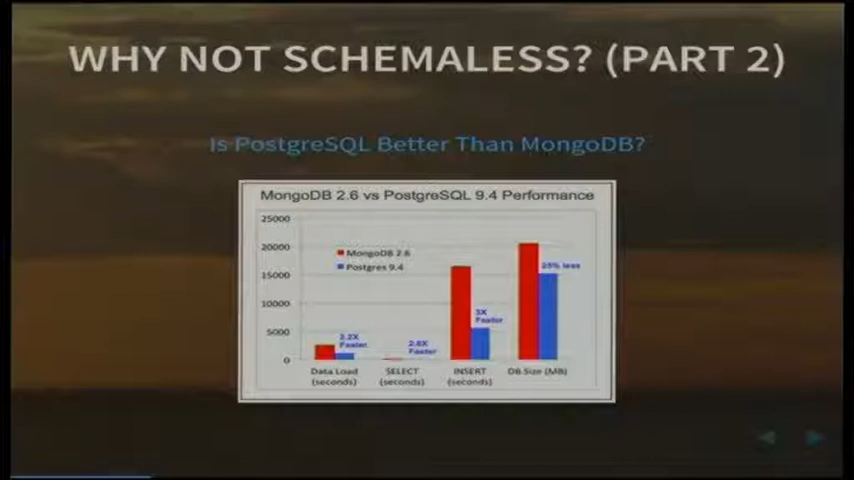 WHY NOT SCHEMALESS? (PART 2)
Is PostgreSQL Better Than MongoDB?
MongoDB 2.6 vs PostgreSQL 9.4 Performance
25000
20000
15000
10000
5000
0
MongoDB 2.6
Postgres 9.4
2.2X
Faster
2.6X
Faster
3X
Faster
25% less
Data Load
(seconds)
SELECT
(seconds)
INSERT
(seconds)
DB Size (MB)